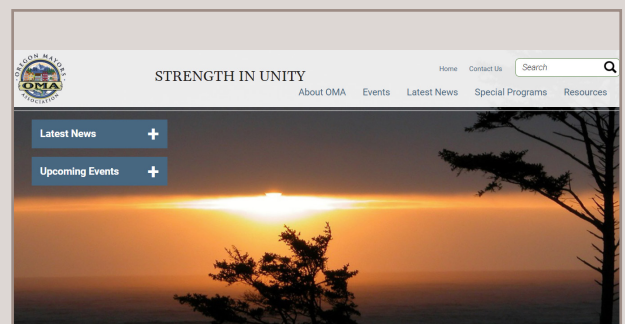 OREGON MAYORS
OMA
ASSOCIATION
STRENGTH IN UNITY
Home Contact Us Search
About OMA Events Latest News Special Programs Resources
Latest News +
Upcoming Events +